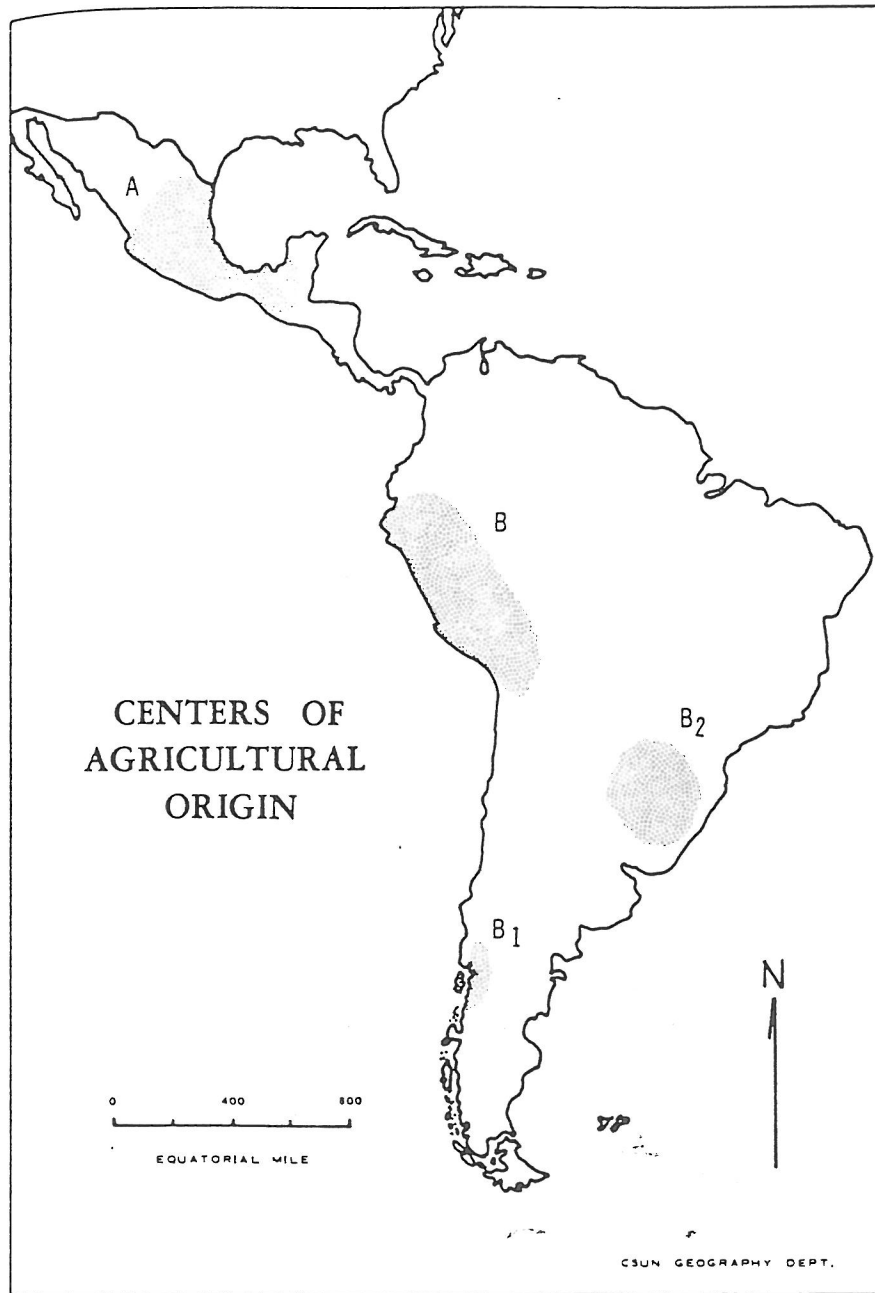 A
B
CENTERS OF
AGRICULTURAL
ORIGIN
B2
B1
N
0 400 800
EQUATORIAL MILE
CSUN GEOGRAPHY DEPT.